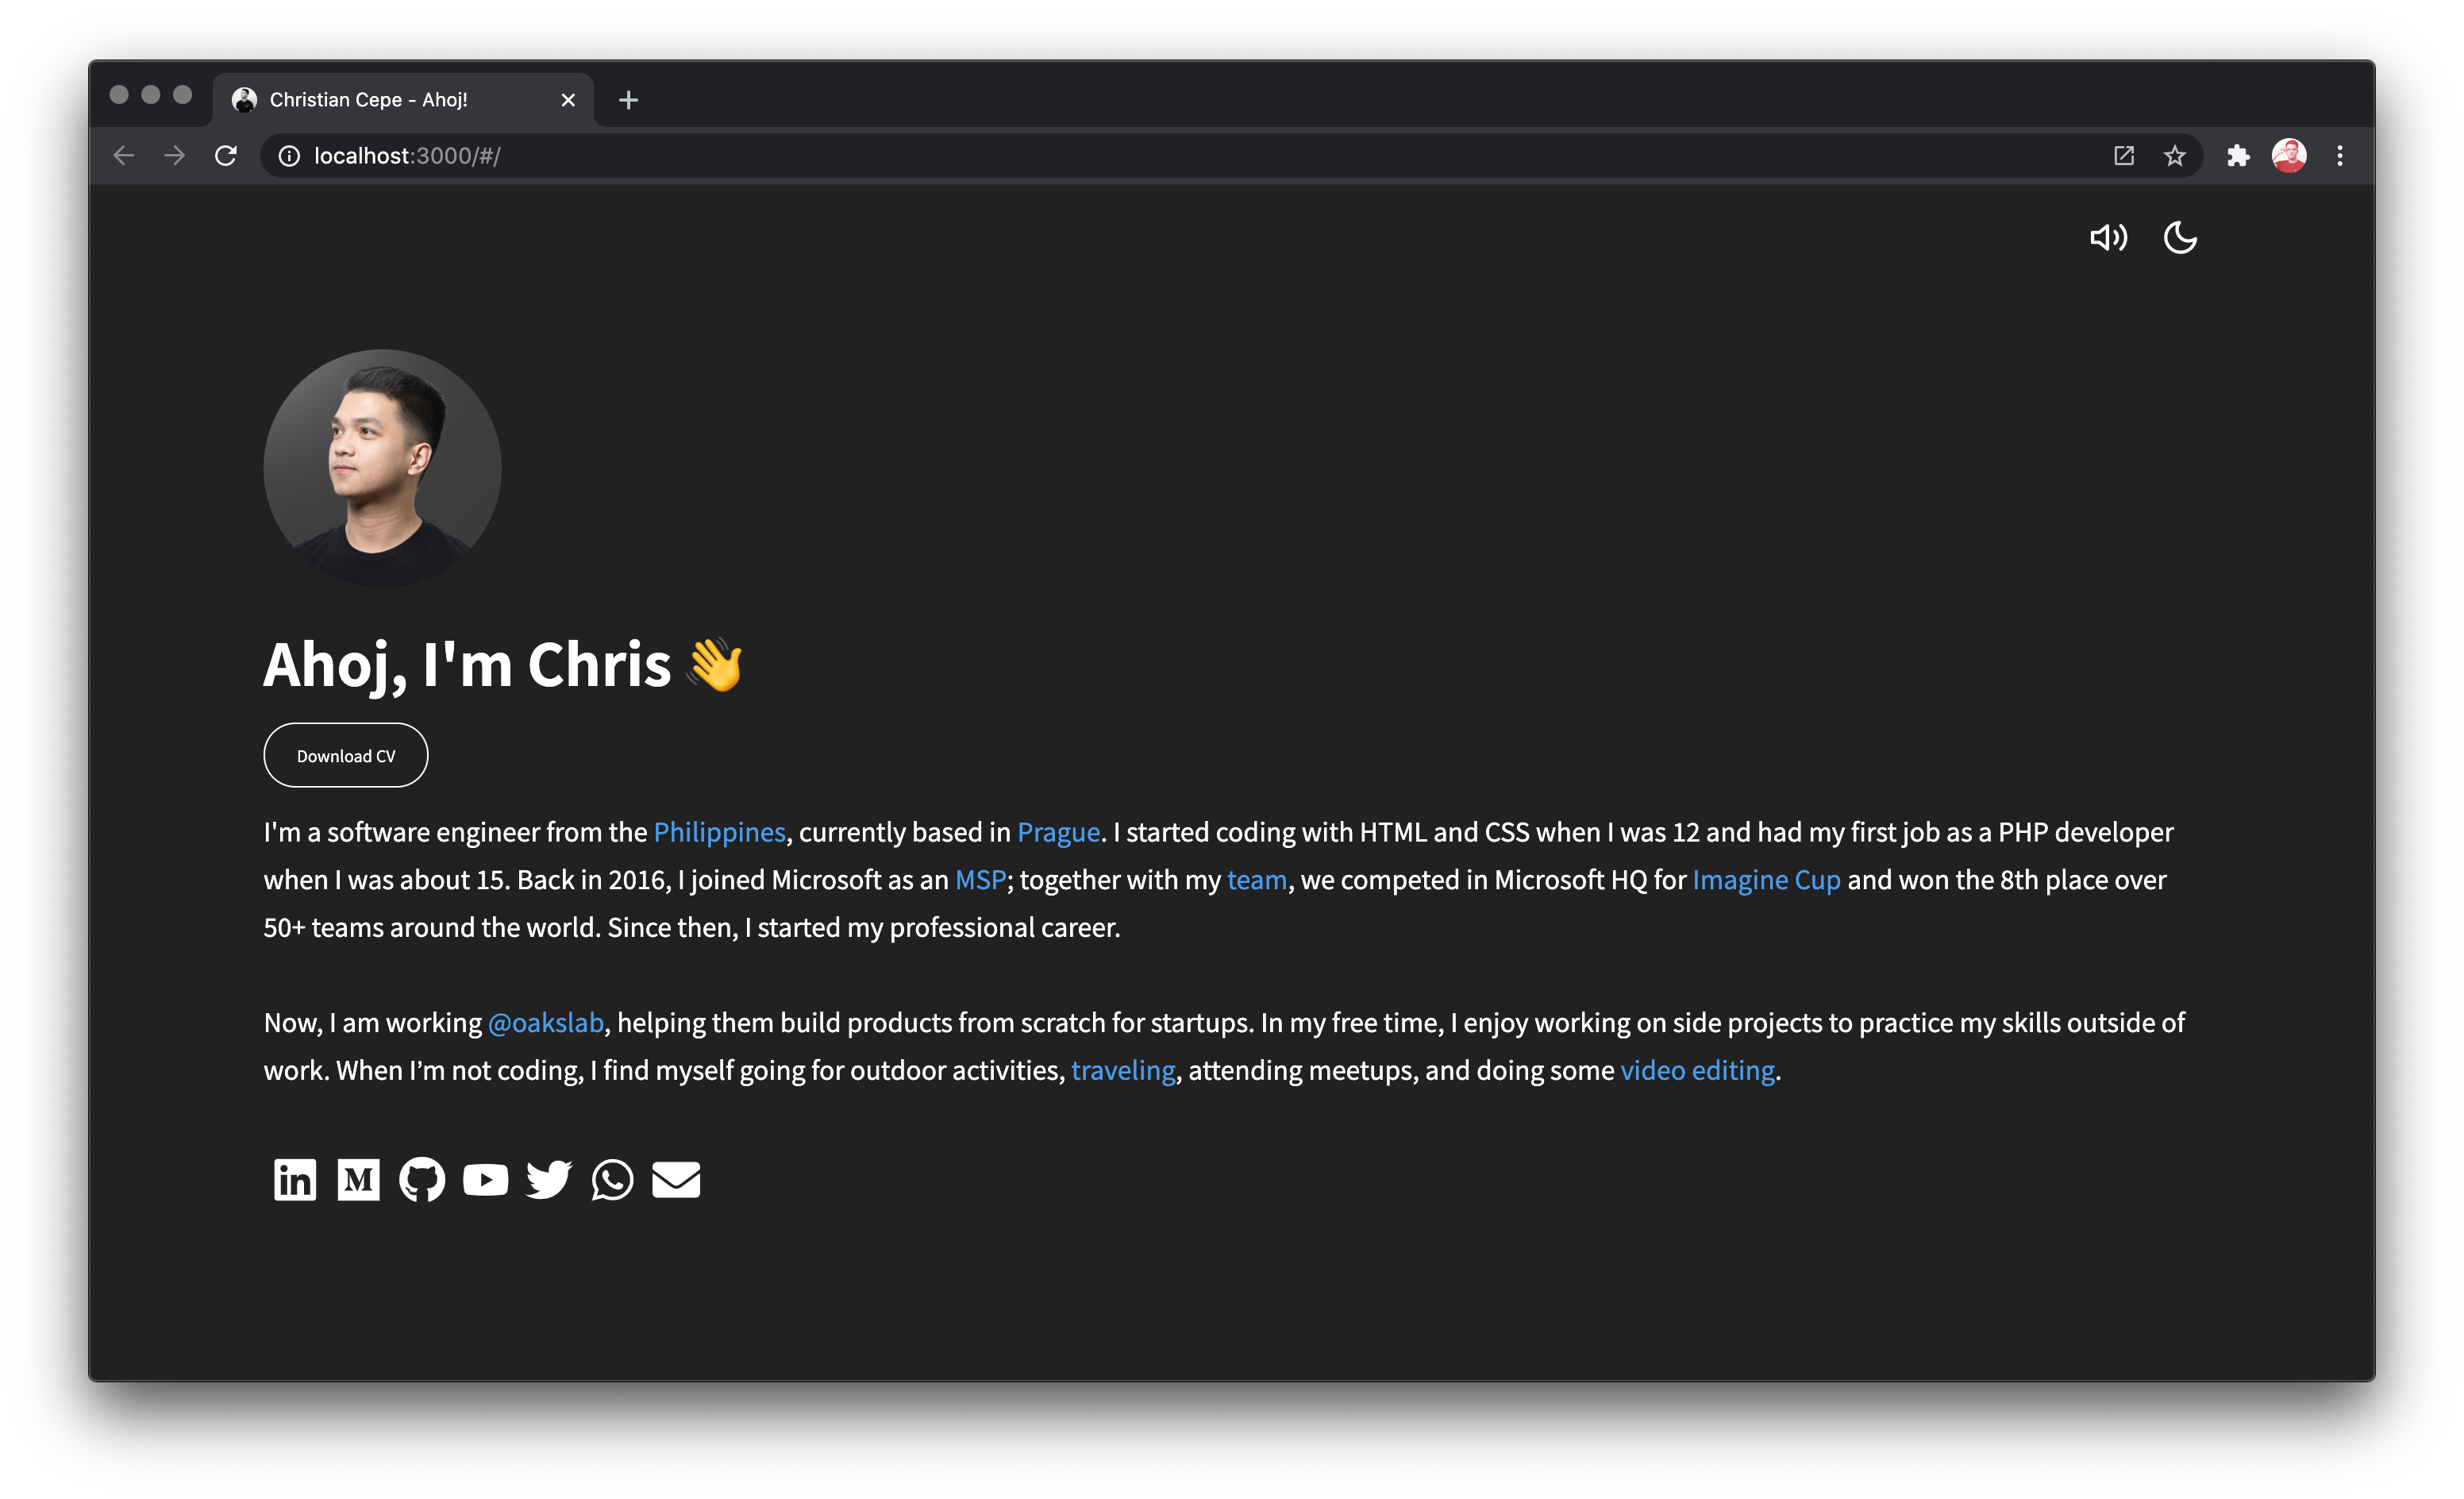 Christian Cepe - Ahoj!
localhost:3000/#/
Ahoj, I'm Chris 👋
Download CV
I'm a software engineer from the Philippines, currently based in Prague. I started coding with HTML and CSS when I was 12 and had my first job as a PHP developer
when I was about 15. Back in 2016, I joined Microsoft as an MSP; together with my team, we competed in Microsoft HQ for Imagine Cup and won the 8th place over
50+ teams around the world. Since then, I started my professional career.
Now, I am working @oakslab, helping them build products from scratch for startups. In my free time, I enjoy working on side projects to practice my skills outside of
work. When I’m not coding, I find myself going for outdoor activities, traveling, attending meetups, and doing some video editing.
in M